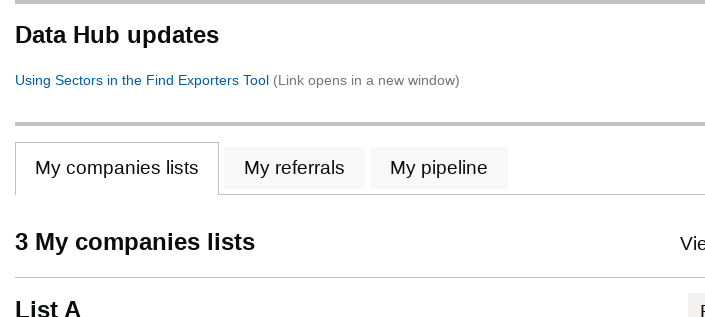 Data Hub updates
Using Sectors in the Find Exporters Tool (Link opens in a new window)
My companies lists My referrals My pipeline
3 My companies lists
List A